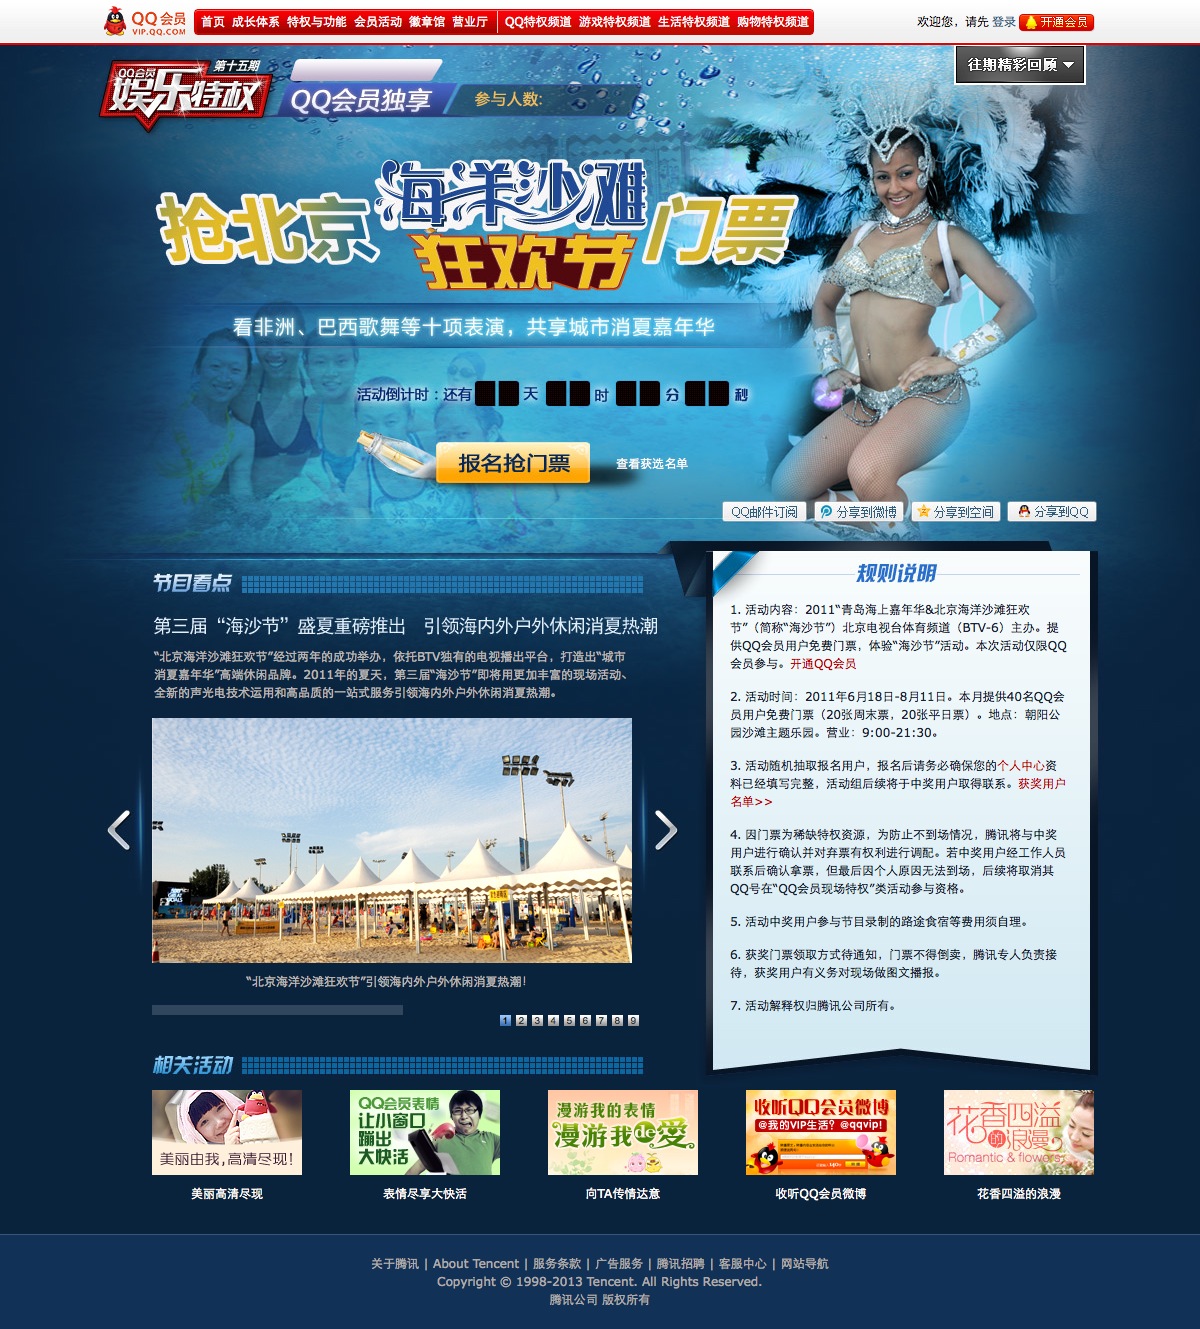 QQ会员
VIP.QQ.COM
首页 成长体系 特权与功能 会员活动 徽章馆 营业厅 QQ特权频道 游戏特权频道 生活特权频道 购物特权频道
欢迎您，请先 登录 开通会员
QQ会员 第十五期
娱乐特权
往期精彩回顾
QQ会员独享
参与人数:
抢北京海洋沙滩狂欢节门票
看非洲、巴西歌舞等十项表演，共享城市消夏嘉年华
活动倒计时：还有 天 时 分 秒
报名抢门票
查看获选名单
QQ邮件订阅 分享到微博 分享到空间 分享到QQ
节目看点
第三届“海沙节”盛夏重磅推出 引领海内外户外休闲消夏热潮
“北京海洋沙滩狂欢节”经过两年的成功举办，依托BTV独有的电视播出平台，打造出“城市
消夏嘉年华”高端休闲品牌。2011年的夏天，第三届“海沙节”即将用更加丰富的现场活动、
全新的声光电技术运用和高品质的一站式服务引领海内外户外休闲消夏热潮。
“北京海洋沙滩狂欢节”引领海内外户外休闲消夏热潮！
1 2 3 4 5 6 7 8 9
规则说明
1. 活动内容：2011“青岛海上嘉年华&北京海洋沙滩狂欢
节”（简称“海沙节”）北京电视台体育频道（BTV-6）主办。提
供QQ会员用户免费门票，体验“海沙节”活动。本次活动仅限QQ
会员参与。开通QQ会员
2. 活动时间：2011年6月18日-8月11日。本月提供40名QQ会
员用户免费门票（20张周末票，20张平日票）。地点：朝阳公
园沙滩主题乐园。营业：9:00-21:30。
3. 活动随机抽取报名用户，报名后请务必确保您的个人中心资
料已经填写完整，活动组后续将于中奖用户取得联系。获奖用户
名单>>
4. 因门票为稀缺特权资源，为防止不到场情况，腾讯将与中奖
用户进行确认并对弃票有权利进行调配。若中奖用户经工作人员
联系后确认拿票，但最后因个人原因无法到场，后续将取消其
QQ号在“QQ会员现场特权”类活动参与资格。
5. 活动中奖用户参与节目录制的路途食宿等费用须自理。
6. 获奖门票领取方式待通知，门票不得倒卖，腾讯专人负责接
待，获奖用户有义务对现场做图文播报。
7. 活动解释权归腾讯公司所有。
相关活动
美丽由我,高清尽现!
QQ会员表情
让小窗口
蹦出
大快活
漫游我的表情
漫游我de爱
收听QQ会员微博
@我的VIP生活? @qqvip!
花香四溢
的浪漫
Romantic & flowers
美丽高清尽现
表情尽享大快活
向TA传情达意
收听QQ会员微博
花香四溢的浪漫
关于腾讯 | About Tencent | 服务条款 | 广告服务 | 腾讯招聘 | 客服中心 | 网站导航
Copyright © 1998-2013 Tencent. All Rights Reserved.
腾讯公司 版权所有